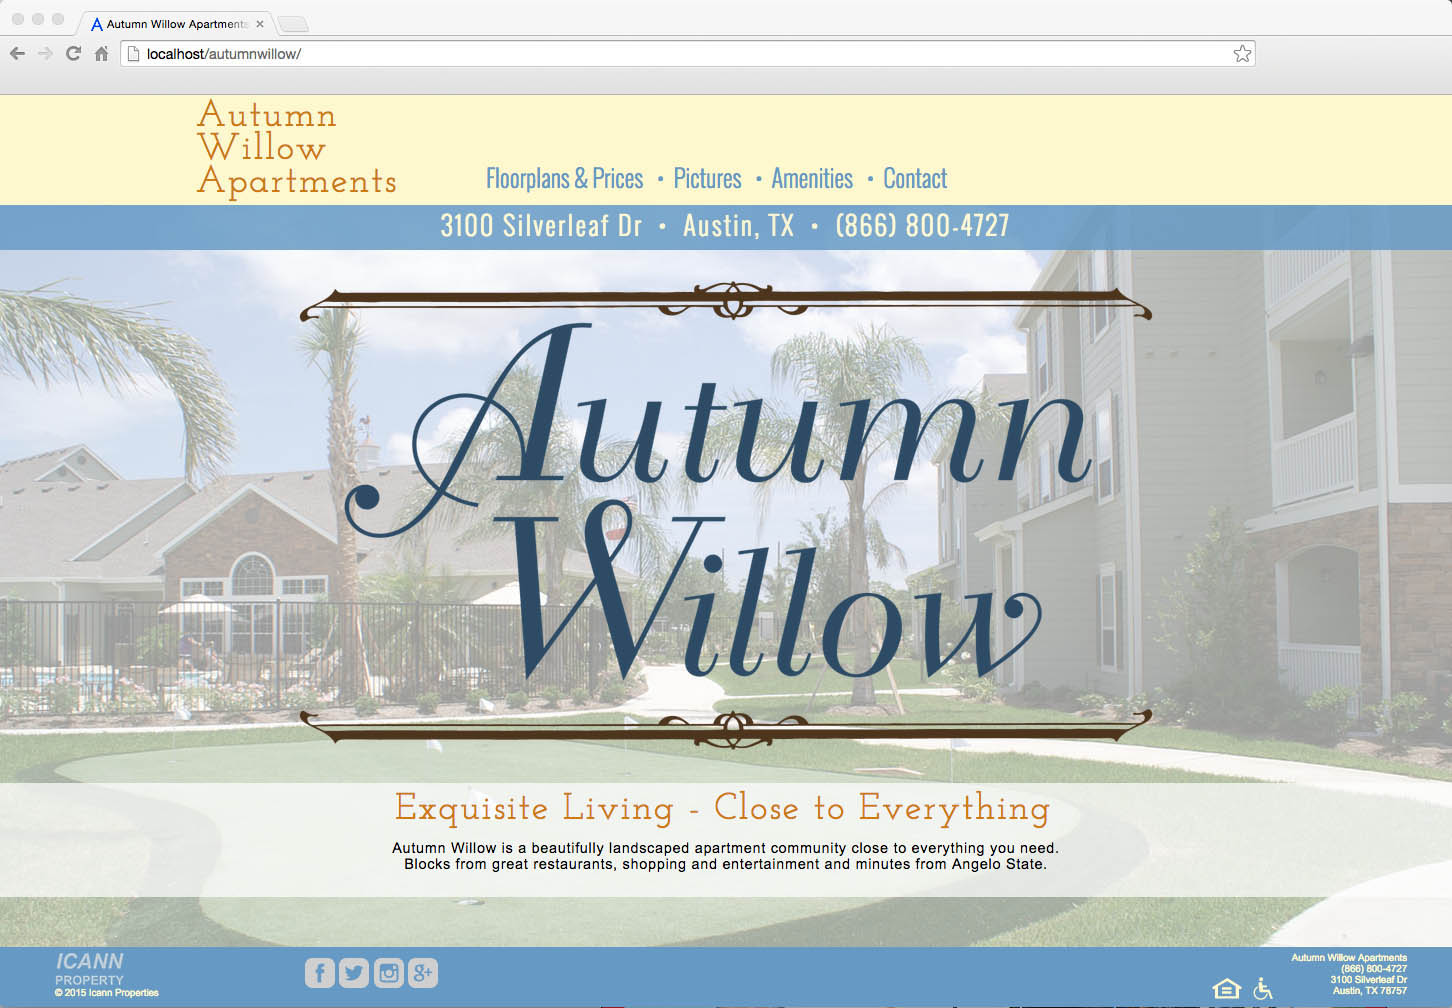 Autumn Willow Apartments
localhost/autumnwillow/
Autumn
Willow
Apartments
Floorplans & Prices • Pictures • Amenities • Contact
3100 Silverleaf Dr • Austin, TX • (866) 800-4727
Autumn
Willow
Exquisite Living - Close to Everything
Autumn Willow is a beautifully landscaped apartment community close to everything you need.
Blocks from great restaurants, shopping and entertainment and minutes from Angelo State.
ICANN
PROPERTY
© 2015 Icann Properties
f
g+
Autumn Willow Apartments
(866) 800-4727
3100 Silverleaf Dr
Austin, TX 78757